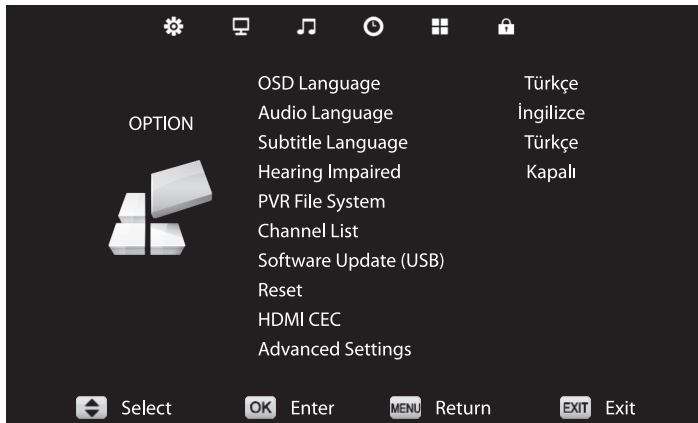 OPTION
OSD Language Türkçe
Audio Language İngilizce
Subtitle Language Türkçe
Hearing Impaired Kapalı
PVR File System
Channel List
Software Update (USB)
Reset
HDMI CEC
Advanced Settings
Select OK Enter MENU Return EXIT Exit